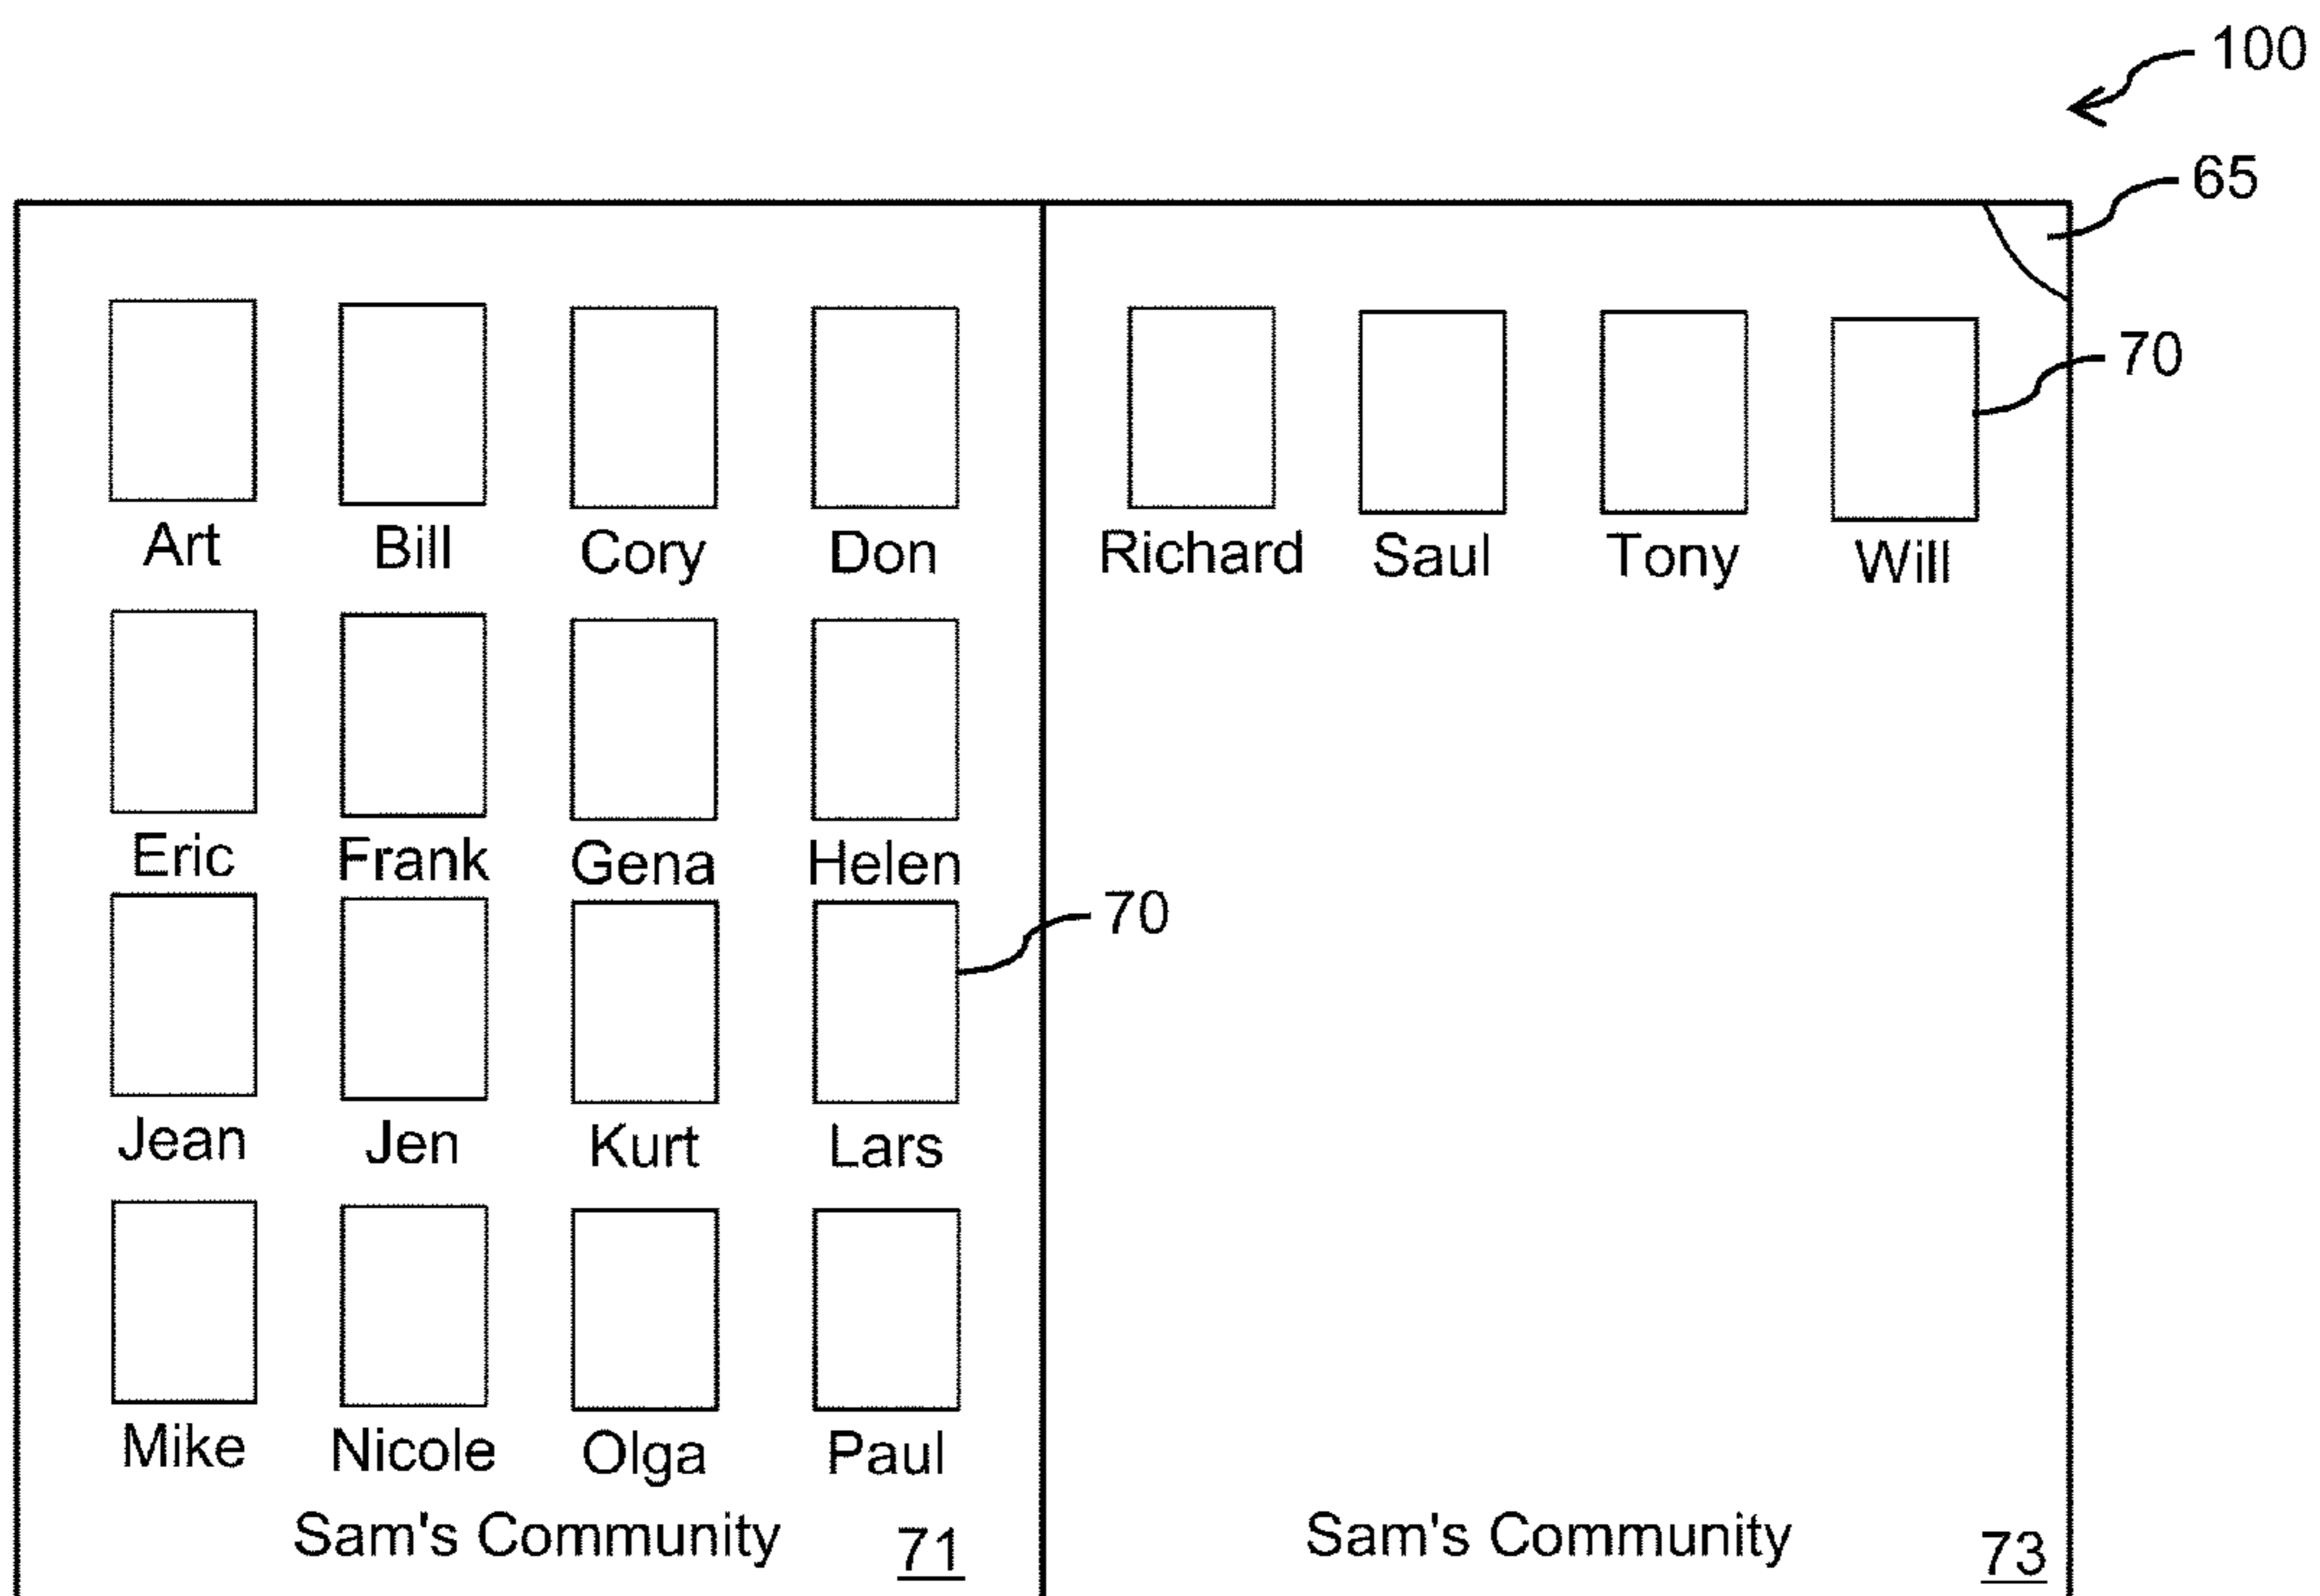 100
65
70
Art Bill Cory Don
Richard Saul Tony Will
Eric Frank Gena Helen
70
Jean Jen Kurt Lars
Mike Nicole Olga Paul
Sam's Community 71
Sam's Community 73